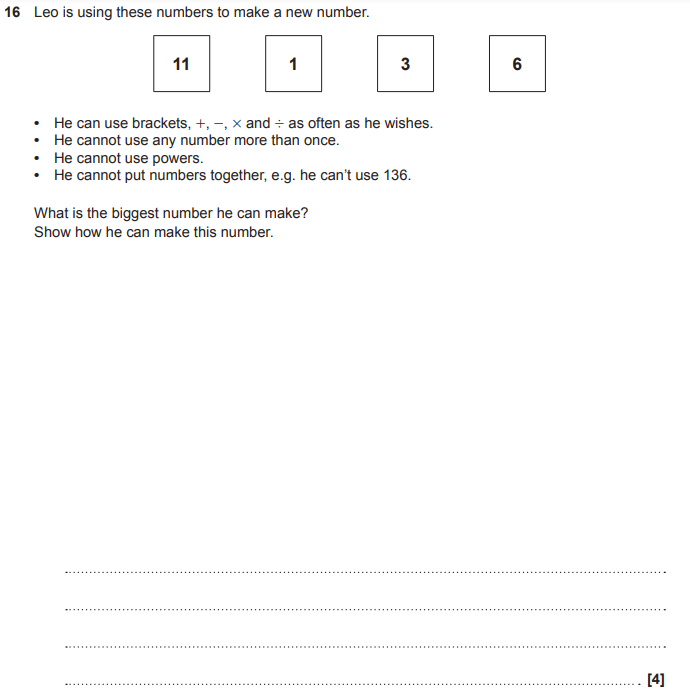 16 Leo is using these numbers to make a new number.
11 1 3 6
• He can use brackets, +, −, × and ÷ as often as he wishes.
• He cannot use any number more than once.
• He cannot use powers.
• He cannot put numbers together, e.g. he can’t use 136.
What is the biggest number he can make?
Show how he can make this number.
[4]